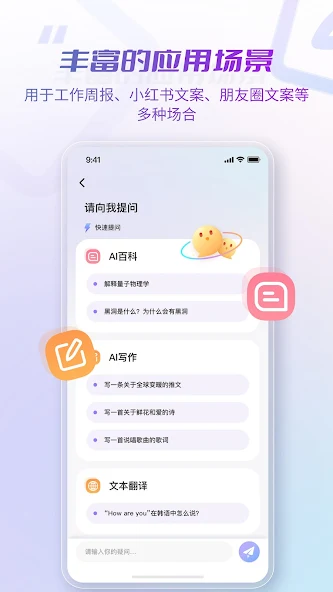 丰富的应用场景
用于工作周报、小红书文案、朋友圈文案等
多种场合
9:41
请向我提问
快速提问
AI百科
解释量子物理学
黑洞是什么？为什么会有黑洞
AI写作
写一条关于全球变暖的推文
写一首关于鲜花和爱的诗
写一首说唱歌曲的歌词
文本翻译
“How are you”在韩语中怎么说?
请输入你的疑问...